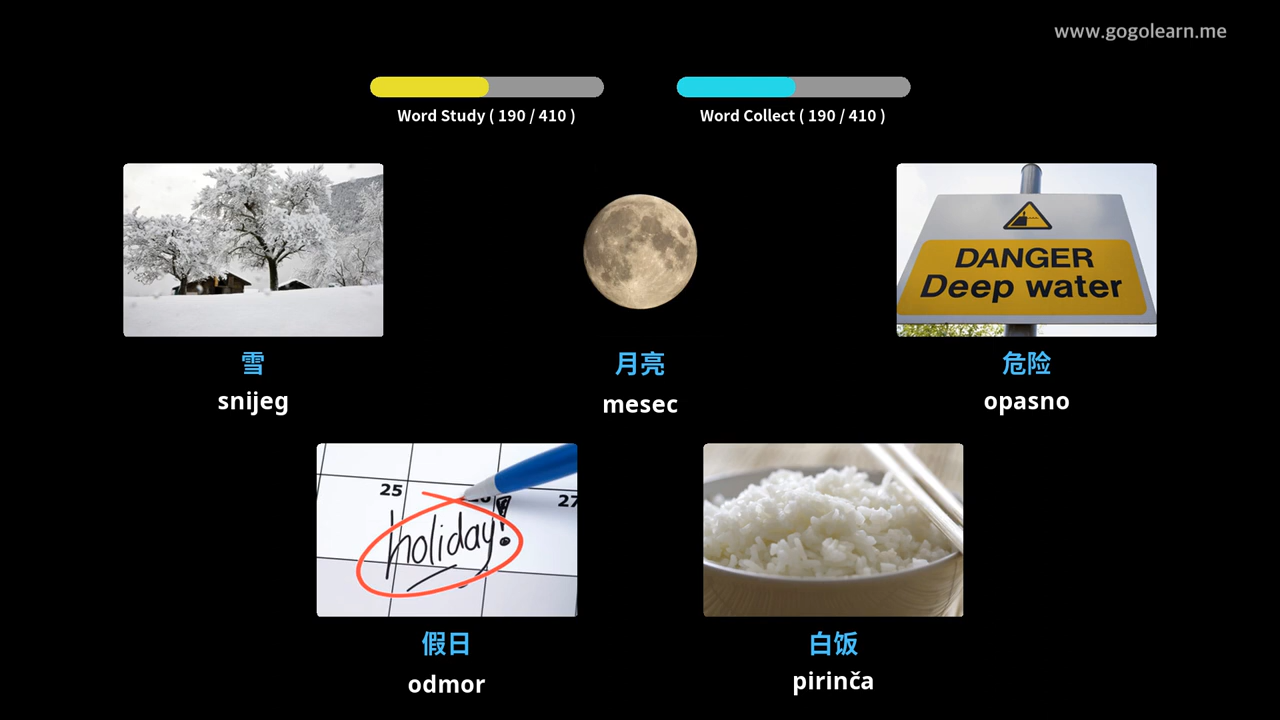 www.gogolearn.me
Word Study ( 190 / 410 )
Word Collect ( 190 / 410 )
DANGER
Deep water
雪
月亮
危险
snijeg
mesec
opasno
25
27
holiday!
假日
白饭
odmor
pirinča